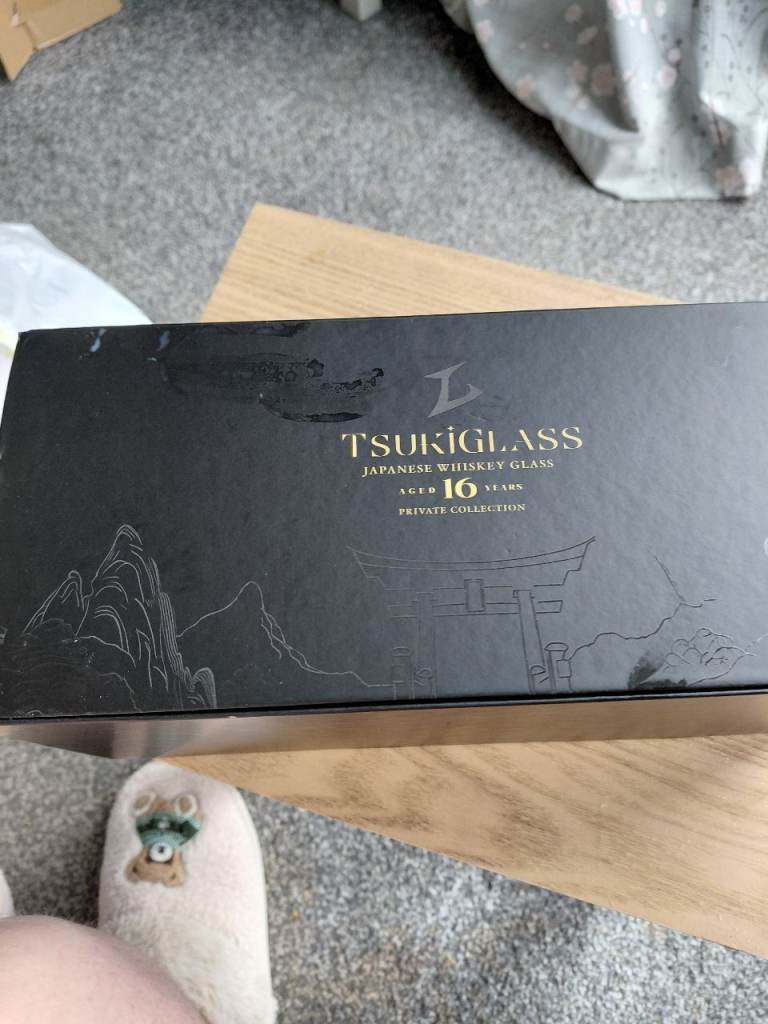 TSUKiGLASS
JAPANESE WHISKEY GLASS
AGED 16 YEARS
PRIVATE COLLECTION